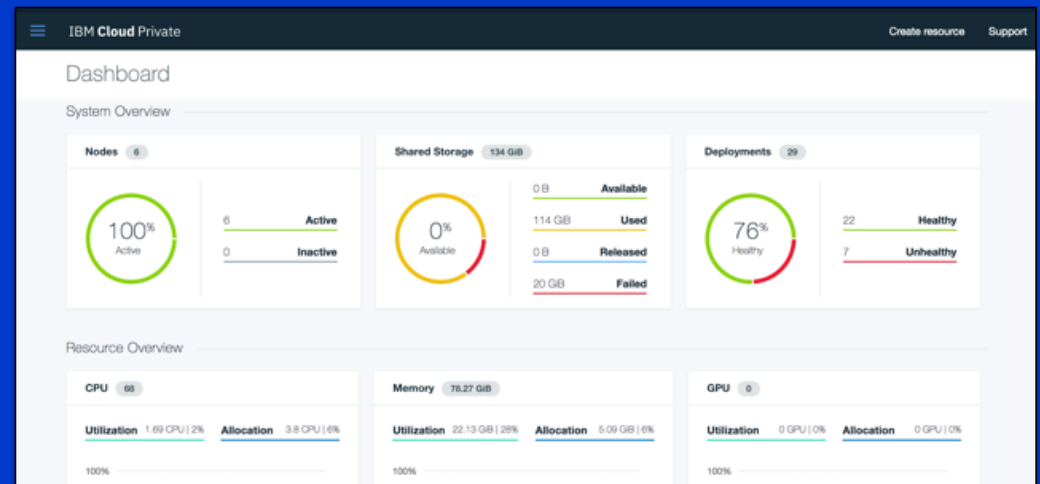 IBM Cloud Private Create resource Support
Dashboard
System Overview
Nodes 6
100%
Active
6 Active
0 Inactive
Shared Storage 134 GiB
0%
Available
0 B Available
114 GiB Used
0 B Released
20 GiB Failed
Deployments 29
76%
Healthy
22 Healthy
7 Unhealthy
Resource Overview
CPU 68
Utilization 1.69 CPU | 2% Allocation 3.8 CPU | 6%
100%
Memory 78.27 GiB
Utilization 22.13 GiB | 28% Allocation 5.09 GiB | 6%
100%
GPU 0
Utilization 0 GPU | 0% Allocation 0 GPU | 0%
100%